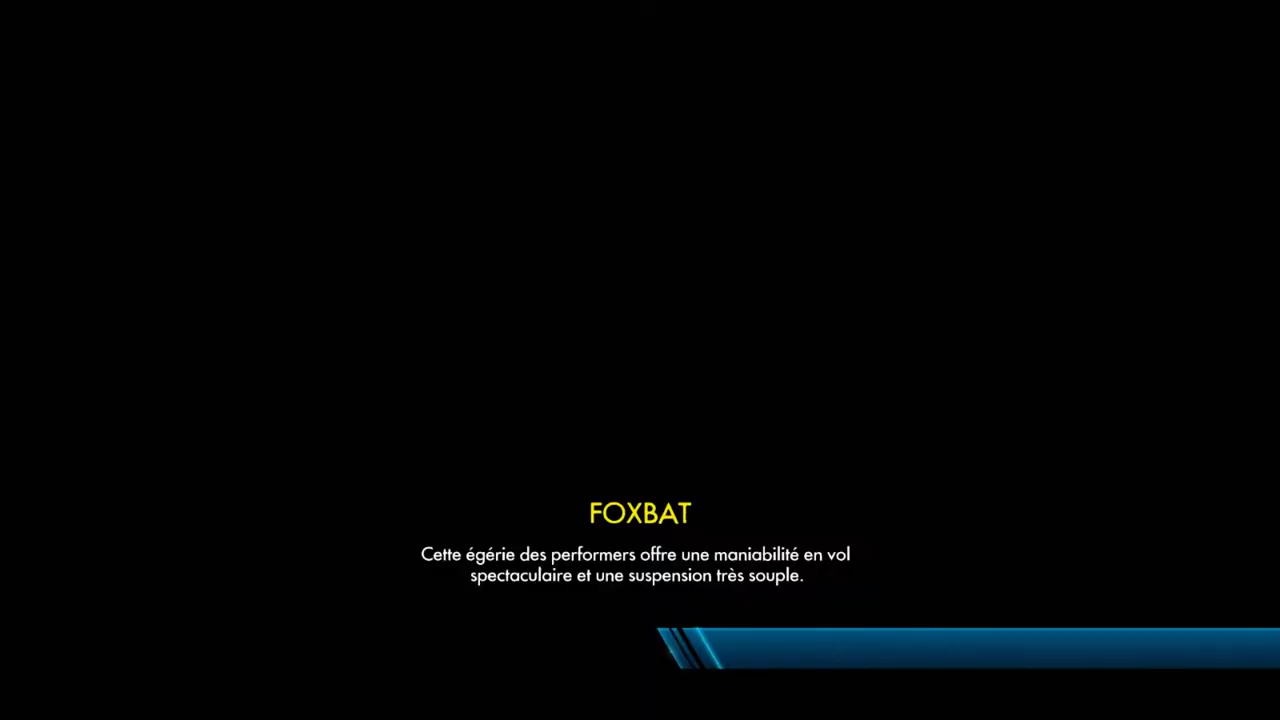 FOXBAT
Cette égérie des performers offre une maniabilité en vol
spectaculaire et une suspension très souple.